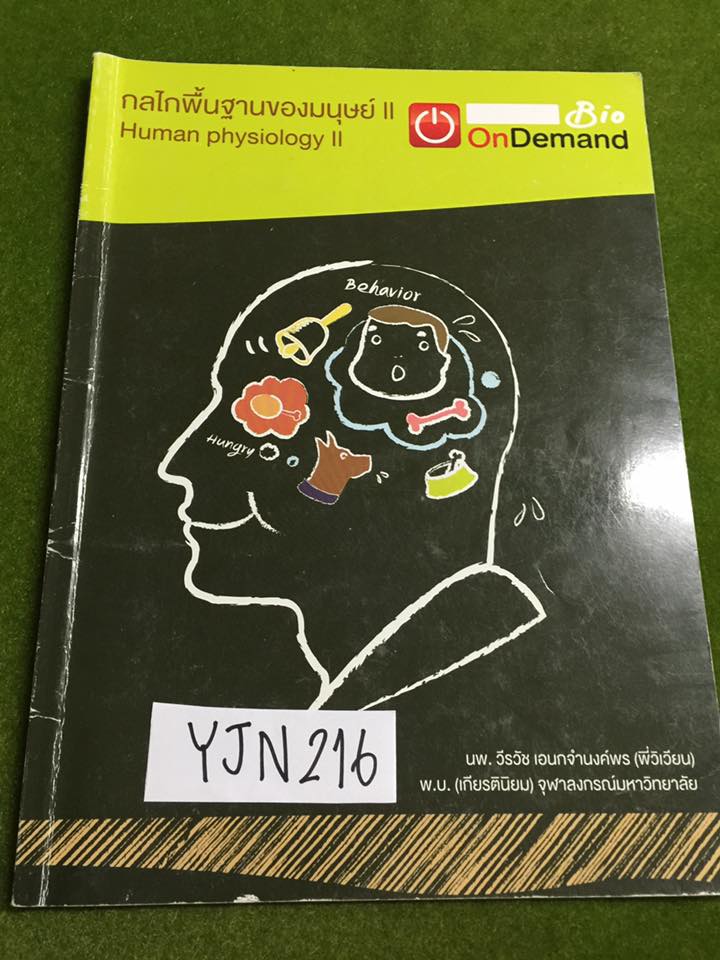 กลไกพื้นฐานของมนุษย์ II
Human physiology II
Bio
OnDemand
Behavior
Hungry
YJN216
นพ. วีรวัช เอนกจำนงค์พร (พี่วิเวียน)
พ.บ. (เกียรตินิยม) จุฬาลงกรณ์มหาวิทยาลัย